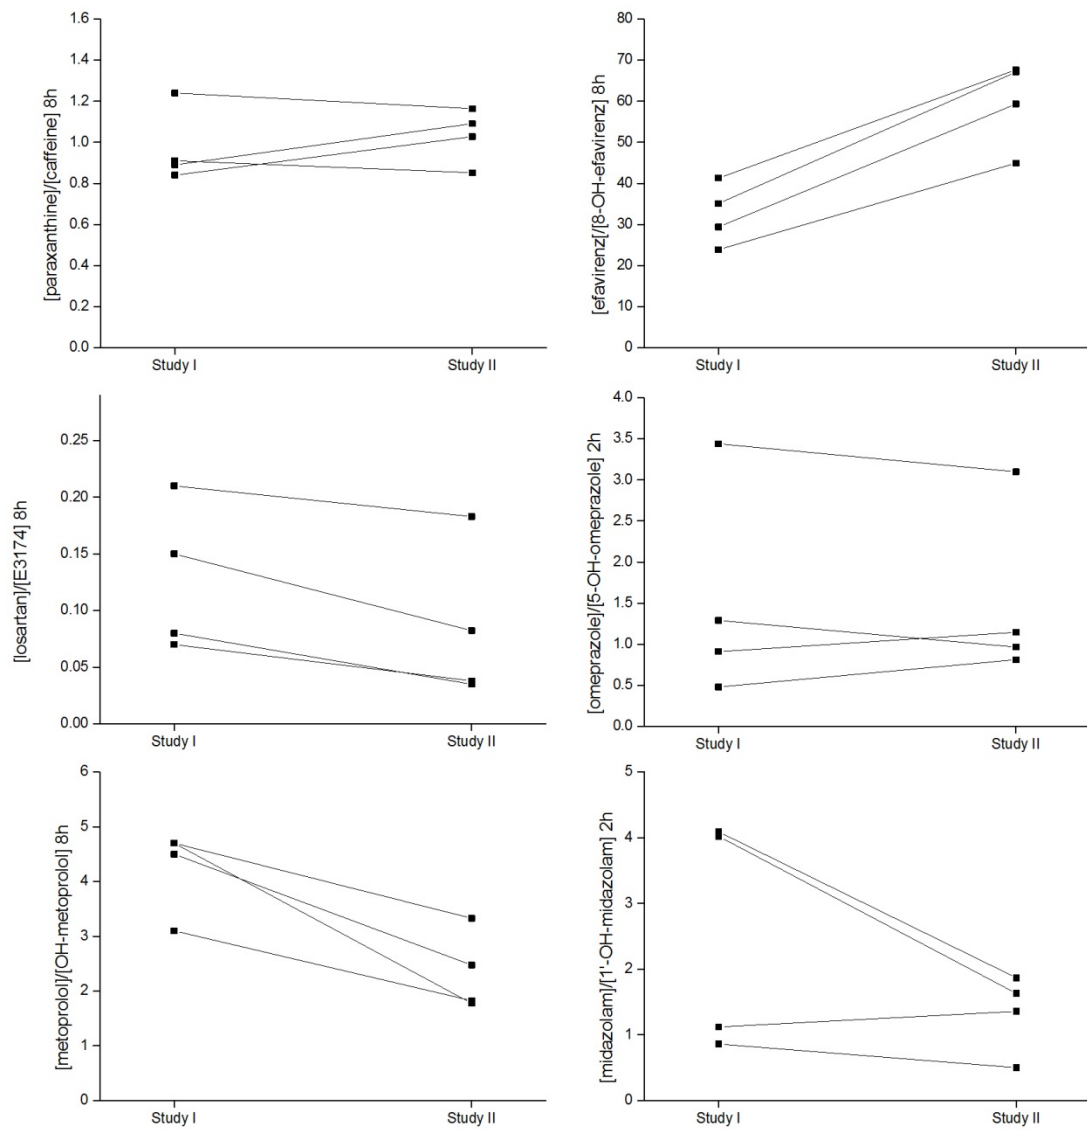 [paraxanthine]/[caffeine] 8h
1.6
1.4
1.2
1.0
0.8
0.6
0.4
0.2
0.0
Study I
Study II
[efavirenz[/[8-OH-efavirenz] 8h
80
70
60
50
40
30
20
10
0
Study I
Study II
[losartan]/[E3174] 8h
0.25
0.20
0.15
0.10
0.05
0.00
Study I
Study II
[omeprazole]/[5-OH-omeprazole] 2h
4.0
3.5
3.0
2.5
2.0
1.5
1.0
0.5
0.0
Study I
Study II
[metoprolol]/[OH-metoprolol] 8h
6
5
4
3
2
1
0
Study I
Study II
[midazolam]/[1'-OH-midazolam] 2h
5
4
3
2
1
0
Study I
Study II